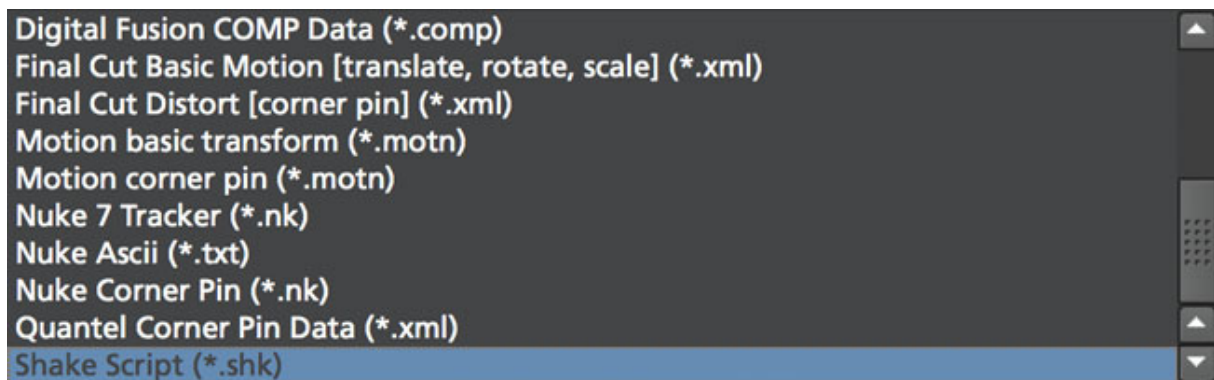 Digital Fusion COMP Data (*.comp)
Final Cut Basic Motion [translate, rotate, scale] (*.xml)
Final Cut Distort [corner pin] (*.xml)
Motion basic transform (*.motn)
Motion corner pin (*.motn)
Nuke 7 Tracker (*.nk)
Nuke Ascii (*.txt)
Nuke Corner Pin (*.nk)
Quantel Corner Pin Data (*.xml)
Shake Script (*.shk)